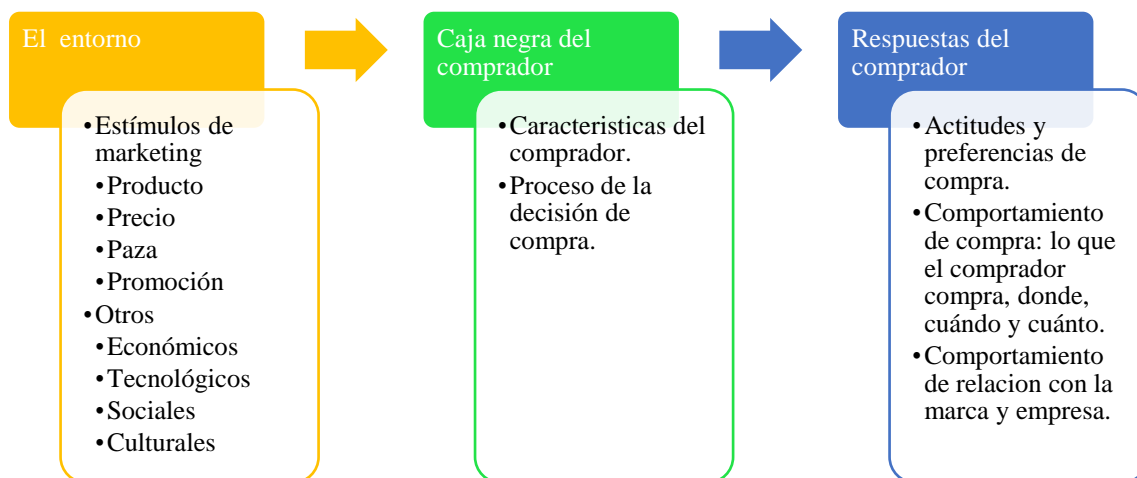 El  entorno
•Estímulos de
marketing
•Producto
•Precio
•Paza
•Promoción
•Otros
•Económicos
•Tecnológicos
•Sociales
•Culturales
Caja negra del
comprador
•Caracteristicas del
comprador.
•Proceso de la
decisión de
compra.
Respuestas del
comprador
•Actitudes y
preferencias de
compra.
•Comportamiento
de compra: lo que
el comprador
compra, donde,
cuándo y cuánto.
•Comportamiento
de relacion con la
marca y empresa.